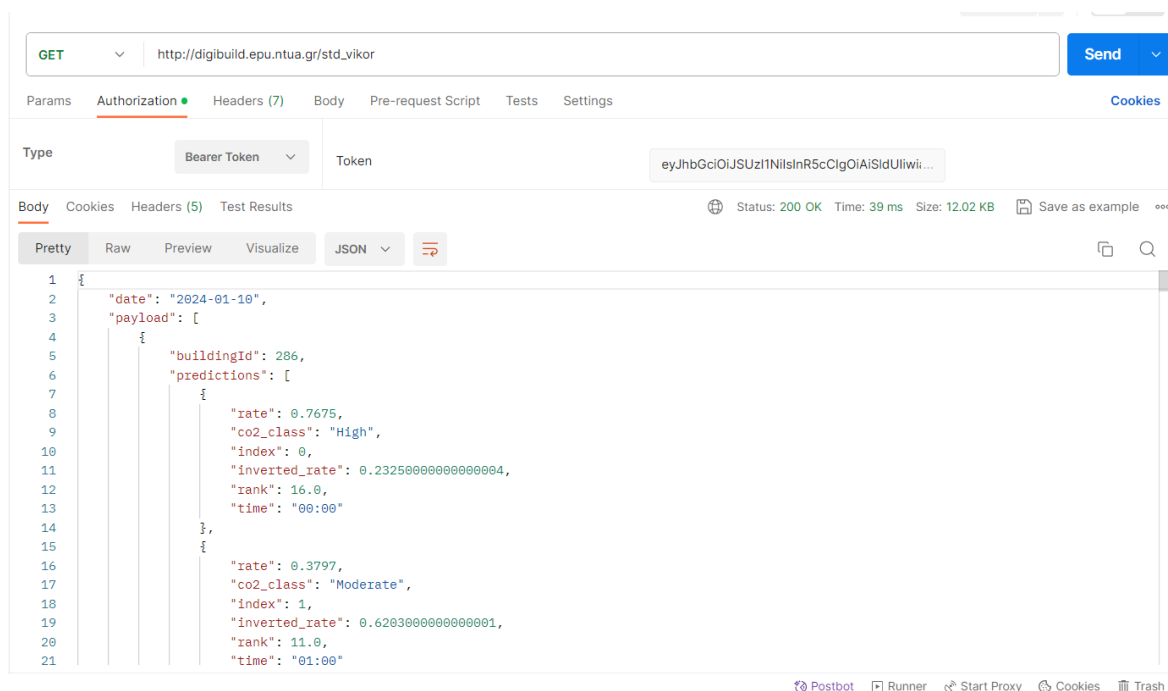 GET http://digibuild.epu.ntua.gr/std_vikor Send
Params Authorization Headers (7) Body Pre-request Script Tests Settings Cookies
Type Bearer Token Token eyJhbGciOiJSUzI1NiIsInR5cCIgOiAiSldUIiwia...
Body Cookies Headers (5) Test Results Status: 200 OK Time: 39 ms Size: 12.02 KB Save as example
Pretty Raw Preview Visualize JSON
1 {
2 "date": "2024-01-10",
3 "payload": [
4 {
5 "buildingId": 286,
6 "predictions": [
7 {
8 "rate": 0.7675,
9 "co2_class": "High",
10 "index": 0,
11 "inverted_rate": 0.23250000000000004,
12 "rank": 16.0,
13 "time": "00:00"
14 },
15 {
16 "rate": 0.3797,
17 "co2_class": "Moderate",
18 "index": 1,
19 "inverted_rate": 0.6203000000000001,
20 "rank": 11.0,
21 "time": "01:00"
Postbot Runner Start Proxy Cookies Trash